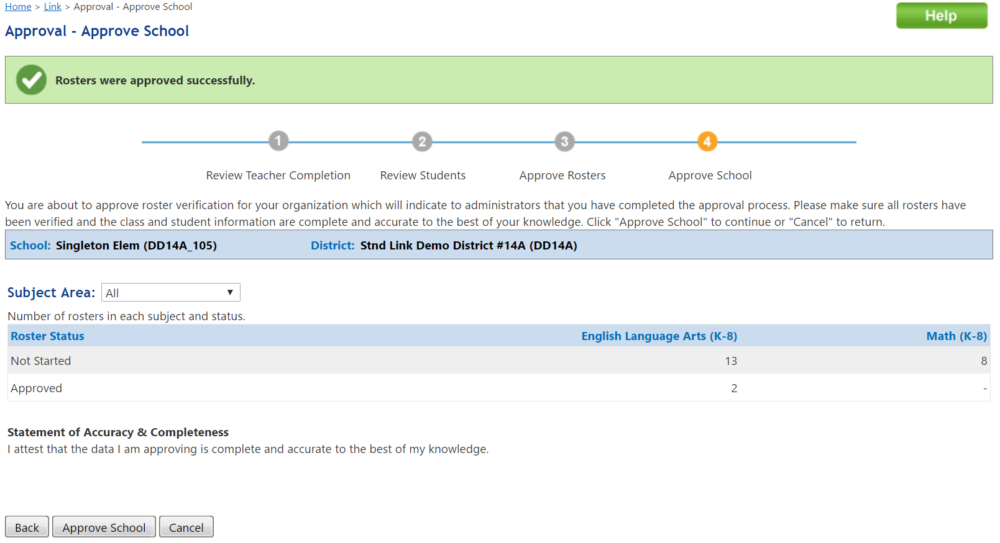 Home > Link > Approval - Approve School
Help
Approval - Approve School
Rosters were approved successfully.
1 2 3 4
Review Teacher Completion Review Students Approve Rosters Approve School
You are about to approve roster verification for your organization which will indicate to administrators that you have completed the approval process. Please make sure all rosters have
been verified and the class and student information are complete and accurate to the best of your knowledge. Click "Approve School" to continue or "Cancel" to return.
School: Singleton Elem (DD14A_105) District: Stnd Link Demo District #14A (DD14A)
Subject Area: All
Number of rosters in each subject and status.
Roster Status English Language Arts (K-8) Math (K-8)
Not Started 13 8
Approved 2 -
Statement of Accuracy & Completeness
I attest that the data I am approving is complete and accurate to the best of my knowledge.
Back Approve School Cancel